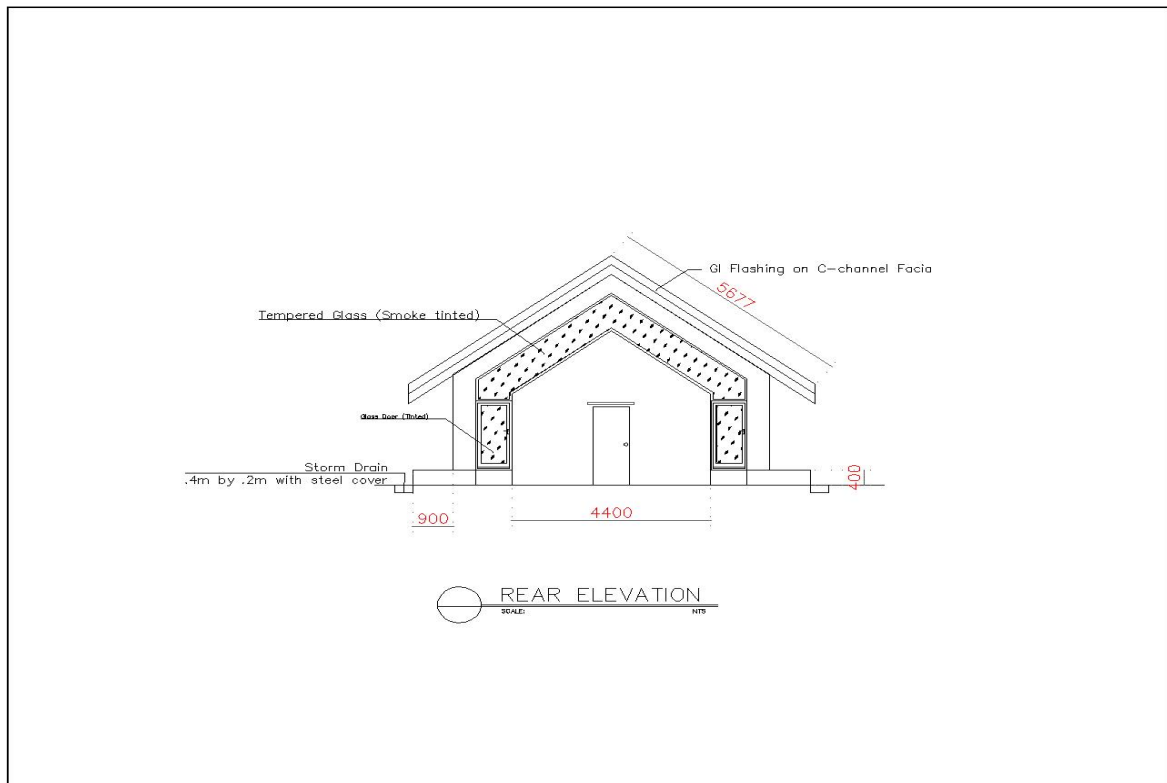 GI Flashing on C-channel Facia
5677
Tempered Glass (Smoke tinted)
Glass Door (Tinted)
Storm Drain
.4m by .2m with steel cover
400
900
4400
REAR ELEVATION
SCALE: NTS